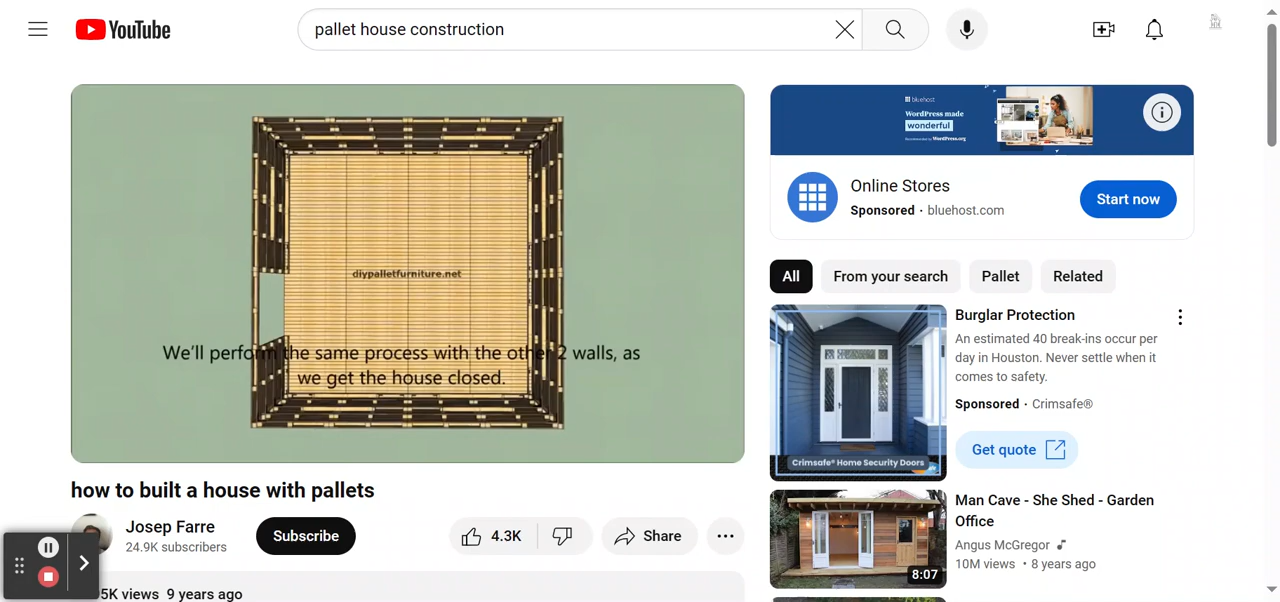 YouTube
pallet house construction
diypalletfurniture.net
We'll perform the same process with the other 2 walls, as
we get the house closed.
how to built a house with pallets
Josep Farre
24.9K subscribers
Subscribe
4.3K
Share
5K views 9 years ago
bluehost
WordPress made
wonderful
Online Stores
Sponsored · bluehost.com
Start now
All
From your search
Pallet
Related
Burglar Protection
An estimated 40 break-ins occur per
day in Houston. Never settle when it
comes to safety.
Sponsored · Crimsafe®
Get quote
Crimsafe® Home Security Doors
Man Cave - She Shed - Garden
Office
Angus McGregor
10M views • 8 years ago
8:07